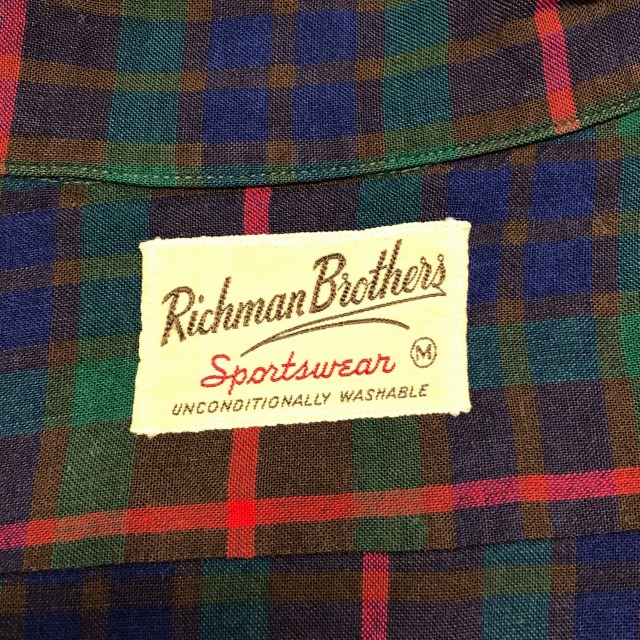 Richman Brothers
Sportswear M
UNCONDITIONALLY WASHABLE